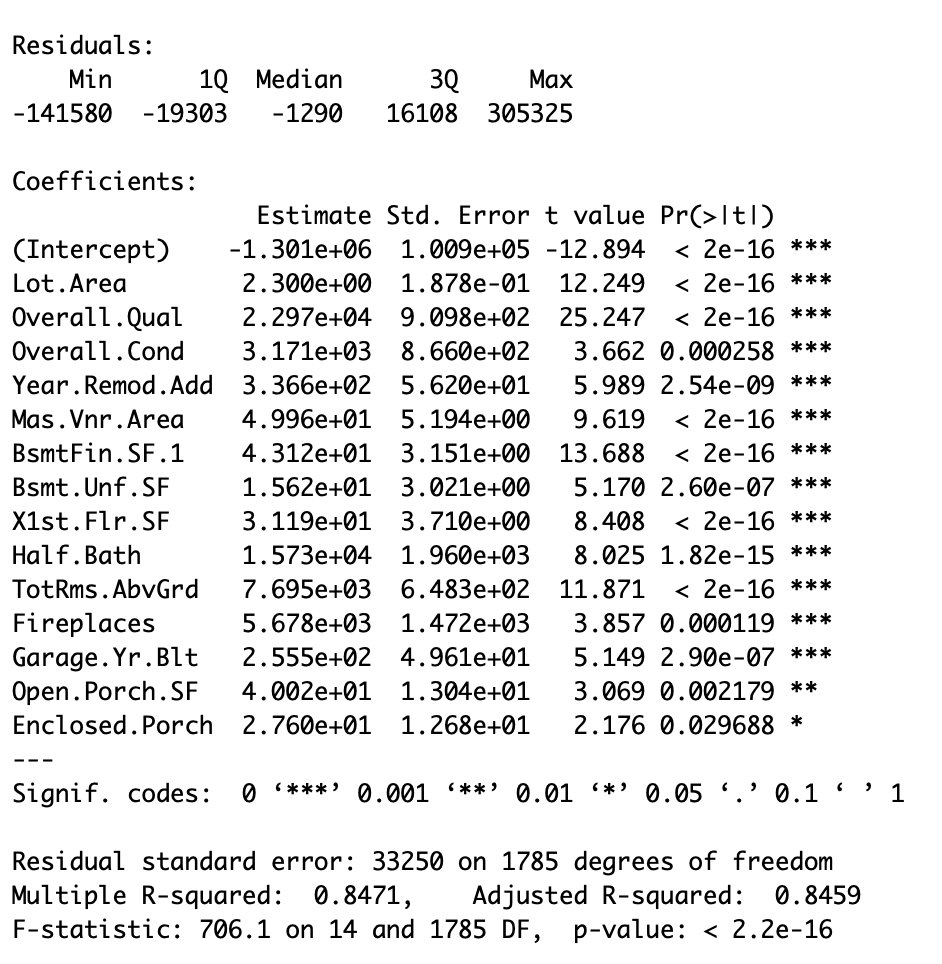 Residuals:
    Min      1Q  Median      3Q     Max
-141580  -19303   -1290   16108  305325
Coefficients:
                 Estimate Std. Error t value Pr(>|t|)
(Intercept)    -1.301e+06  1.009e+05 -12.894  < 2e-16 ***
Lot.Area        2.300e+00  1.878e-01  12.249  < 2e-16 ***
Overall.Qual    2.297e+04  9.098e+02  25.247  < 2e-16 ***
Overall.Cond    3.171e+03  8.660e+02   3.662 0.000258 ***
Year.Remod.Add  3.366e+02  5.620e+01   5.989 2.54e-09 ***
Mas.Vnr.Area    4.996e+01  5.194e+00   9.619  < 2e-16 ***
BsmtFin.SF.1    4.312e+01  3.151e+00  13.688  < 2e-16 ***
Bsmt.Unf.SF     1.562e+01  3.021e+00   5.170 2.60e-07 ***
X1st.Flr.SF     3.119e+01  3.710e+00   8.408  < 2e-16 ***
Half.Bath       1.573e+04  1.960e+03   8.025 1.82e-15 ***
TotRms.AbvGrd   7.695e+03  6.483e+02  11.871  < 2e-16 ***
Fireplaces      5.678e+03  1.472e+03   3.857 0.000119 ***
Garage.Yr.Blt   2.555e+02  4.961e+01   5.149 2.90e-07 ***
Open.Porch.SF   4.002e+01  1.304e+01   3.069 0.002179 **
Enclosed.Porch  2.760e+01  1.268e+01   2.176 0.029688 *
---
Signif. codes:  0 ‘***’ 0.001 ‘**’ 0.01 ‘*’ 0.05 ‘.’ 0.1 ‘ ’ 1
Residual standard error: 33250 on 1785 degrees of freedom
Multiple R-squared:  0.8471,    Adjusted R-squared:  0.8459
F-statistic: 706.1 on 14 and 1785 DF,  p-value: < 2.2e-16